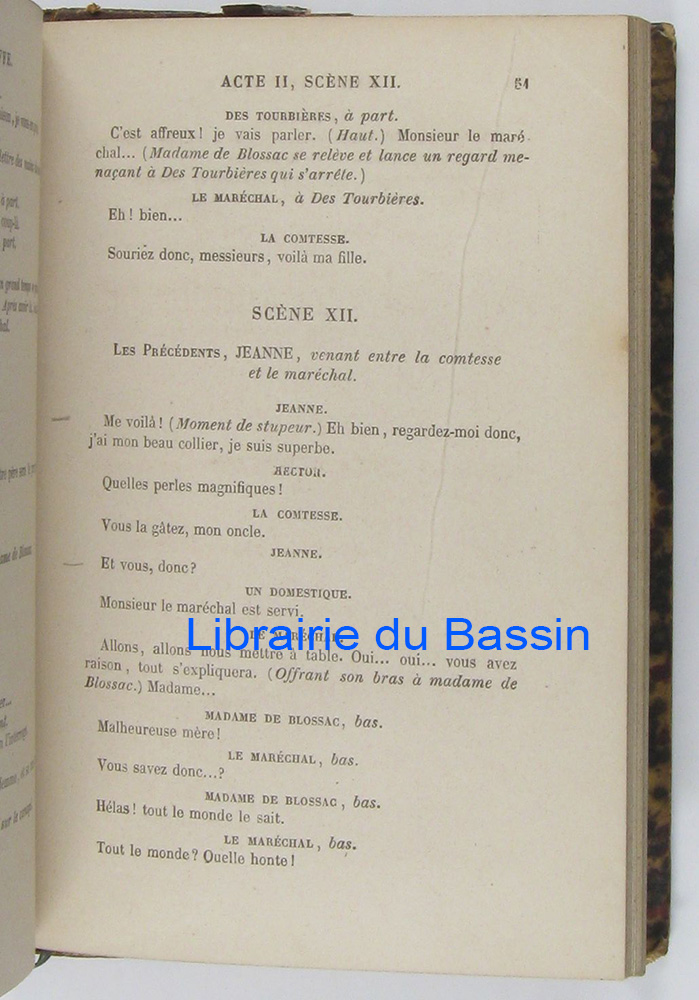 ACTE II, SCÈNE XII. 51
DES TOURBIÈRES, à part.
C'est affreux! je vais parler. (Haut.) Monsieur le maré-
chal... (Madame de Blossac se relève et lance un regard me-
naçant à Des Tourbières qui s'arrête.)
LE MARÉCHAL, à Des Tourbières.
Eh! bien...
LA COMTESSE.
Souriez donc, messieurs, voilà ma fille.
SCÈNE XII.
LES PRÉCÉDENTS, JEANNE, venant entre la comtesse
et le maréchal.
JEANNE.
Me voilà! (Moment de stupeur.) Eh bien, regardez-moi donc,
j'ai mon beau collier, je suis superbe.
HECTOR.
Quelles perles magnifiques!
LA COMTESSE.
Vous la gâtez, mon oncle.
JEANNE.
Et vous, donc?
UN DOMESTIQUE.
Monsieur le maréchal est servi.
LE MARÉCHAL.
Librairie du Bassin
Allons, allons nous mettre à table. Oui... oui... vous avez
raison, tout s'expliquera. (Offrant son bras à madame de
Blossac.) Madame...
MADAME DE BLOSSAC, bas.
Malheureuse mère!
LE MARÉCHAL, bas.
Vous savez donc...?
MADAME DE BLOSSAC, bas.
Hélas! tout le monde le sait.
LE MARÉCHAL, bas.
Tout le monde? Quelle honte!